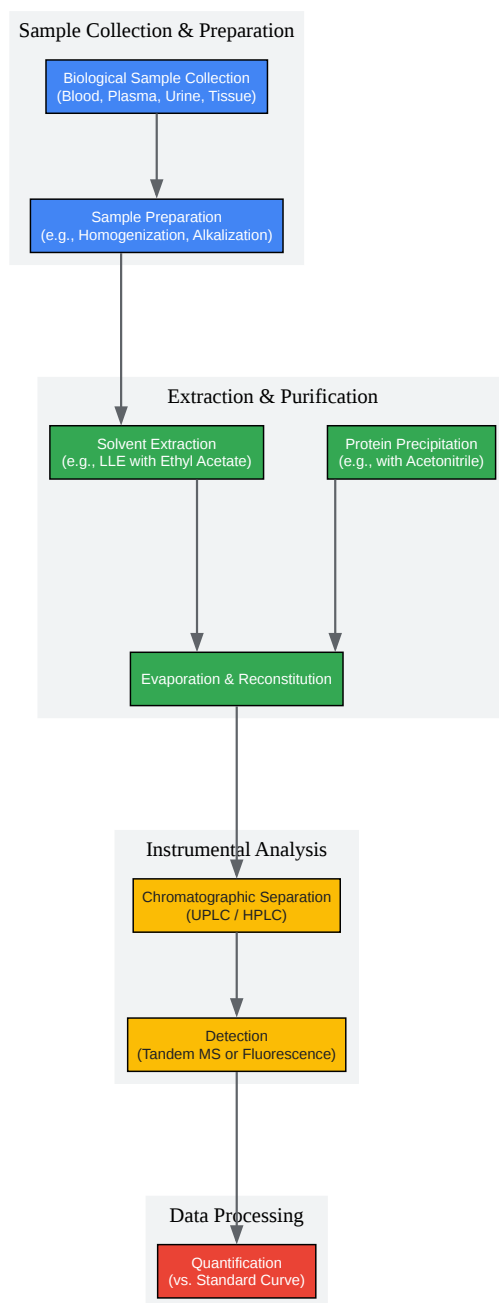 Sample Collection & Preparation
Biological Sample Collection
(Blood, Plasma, Urine, Tissue)
Sample Preparation
(e.g., Homogenization, Alkalization)
Extraction & Purification
Solvent Extraction
(e.g., LLE with Ethyl Acetate)
Protein Precipitation
(e.g., with Acetonitrile)
Evaporation & Reconstitution
Instrumental Analysis
Chromatographic Separation
(UPLC / HPLC)
Detection
(Tandem MS or Fluorescence)
Data Processing
Quantification
(vs. Standard Curve)